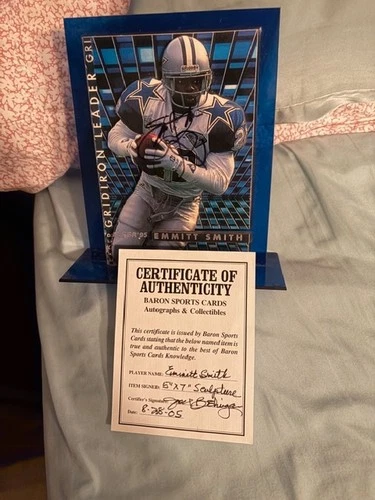 GRIDIRON LEADER GRI
EMMITT SMITH
CERTIFICATE OF
AUTHENTICITY
BARON SPORTS CARDS
Autographs & Collectibles
This certificate is issued by Baron Sports
Cards stating that the below named item is
true and authentic to the best of Baron
Sports Cards Knowledge.
PLAYER NAME: Emmitt Smith
ITEM SIGNED: 6"x7" Sculpture
Certifier's Signature:
Date: 8-28-05